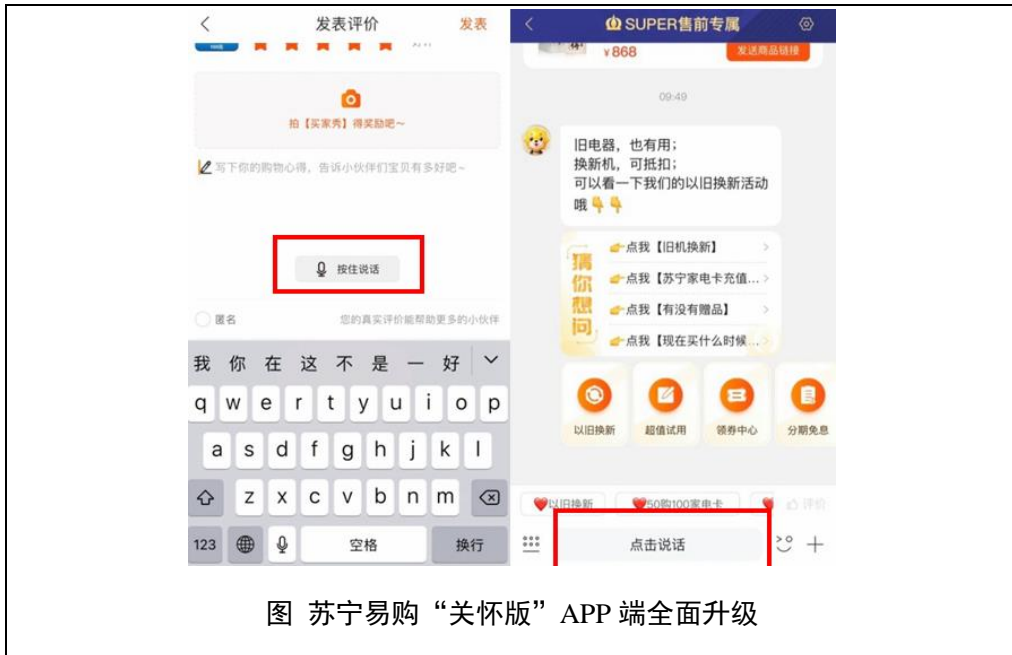 发表评价
发表
拍【买家秀】得奖励吧~
写下你的购物心得，告诉小伙伴们宝贝有多好吧~
按住说话
匿名
您的真实评价能帮助更多的小伙伴
我 你 在 这 不 是 一 好
q w e r t y u i o p
a s d f g h j k l
z x c v b n m
123 空格 换行
SUPER售前专属
¥868
发送商品链接
09:49
旧电器，也有用；
换新机，可抵扣；
可以看一下我们的以旧换新活动
哦
猜你想问
点我【旧机换新】
点我【苏宁家电卡充值...
点我【有没有赠品】
点我【现在买什么时候...
以旧换新 超值试用 领券中心 分期免息
以旧换新 50购100家电卡 评价
点击说话
图 苏宁易购“关怀版”APP 端全面升级